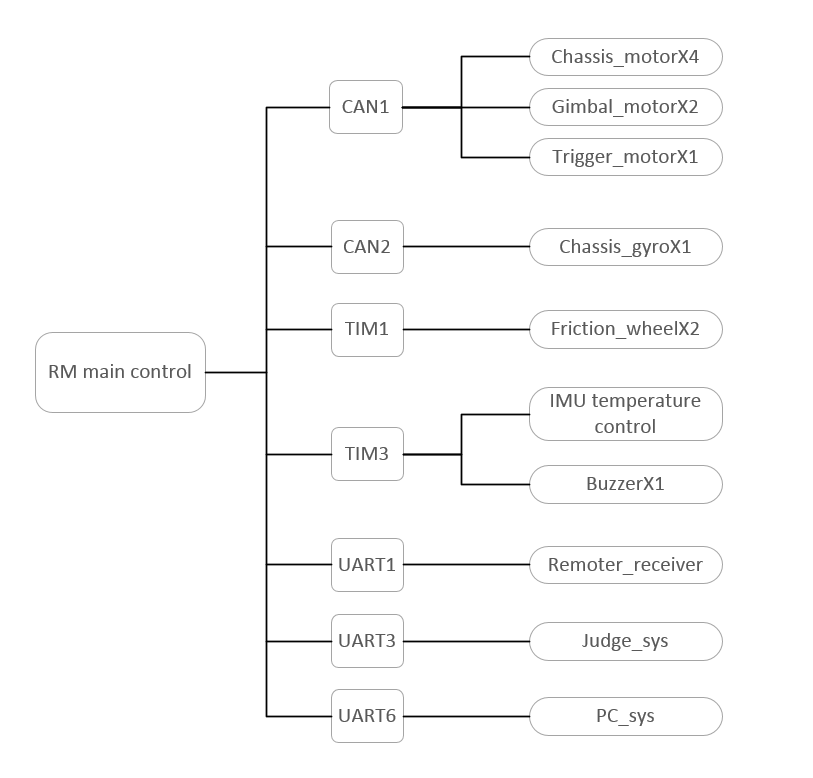 RM main control
CAN1
Chassis_motorX4
Gimbal_motorX2
Trigger_motorX1
CAN2
Chassis_gyroX1
TIM1
Friction_wheelX2
TIM3
IMU temperature
control
BuzzerX1
UART1
Remoter_receiver
UART3
Judge_sys
UART6
PC_sys